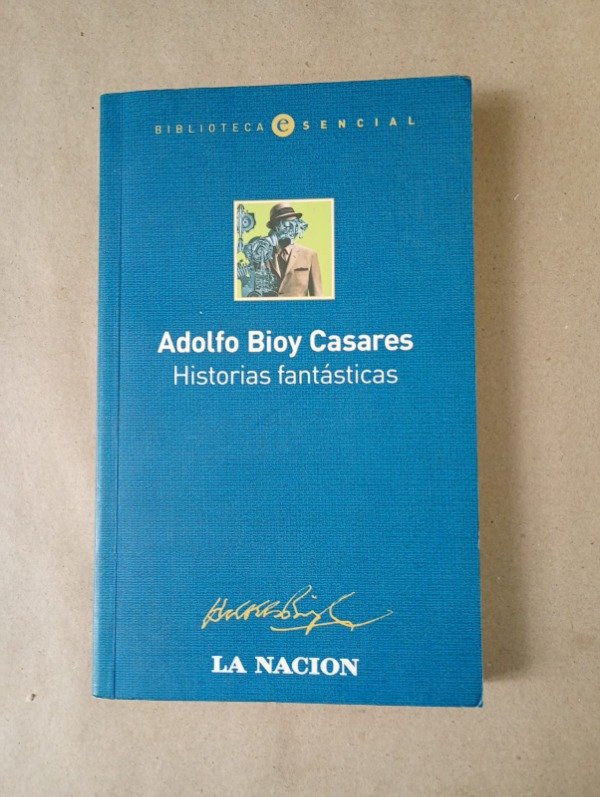 BIBLIOTECA eSENCIAL
Adolfo Bioy Casares
Historias fantásticas
LA NACION